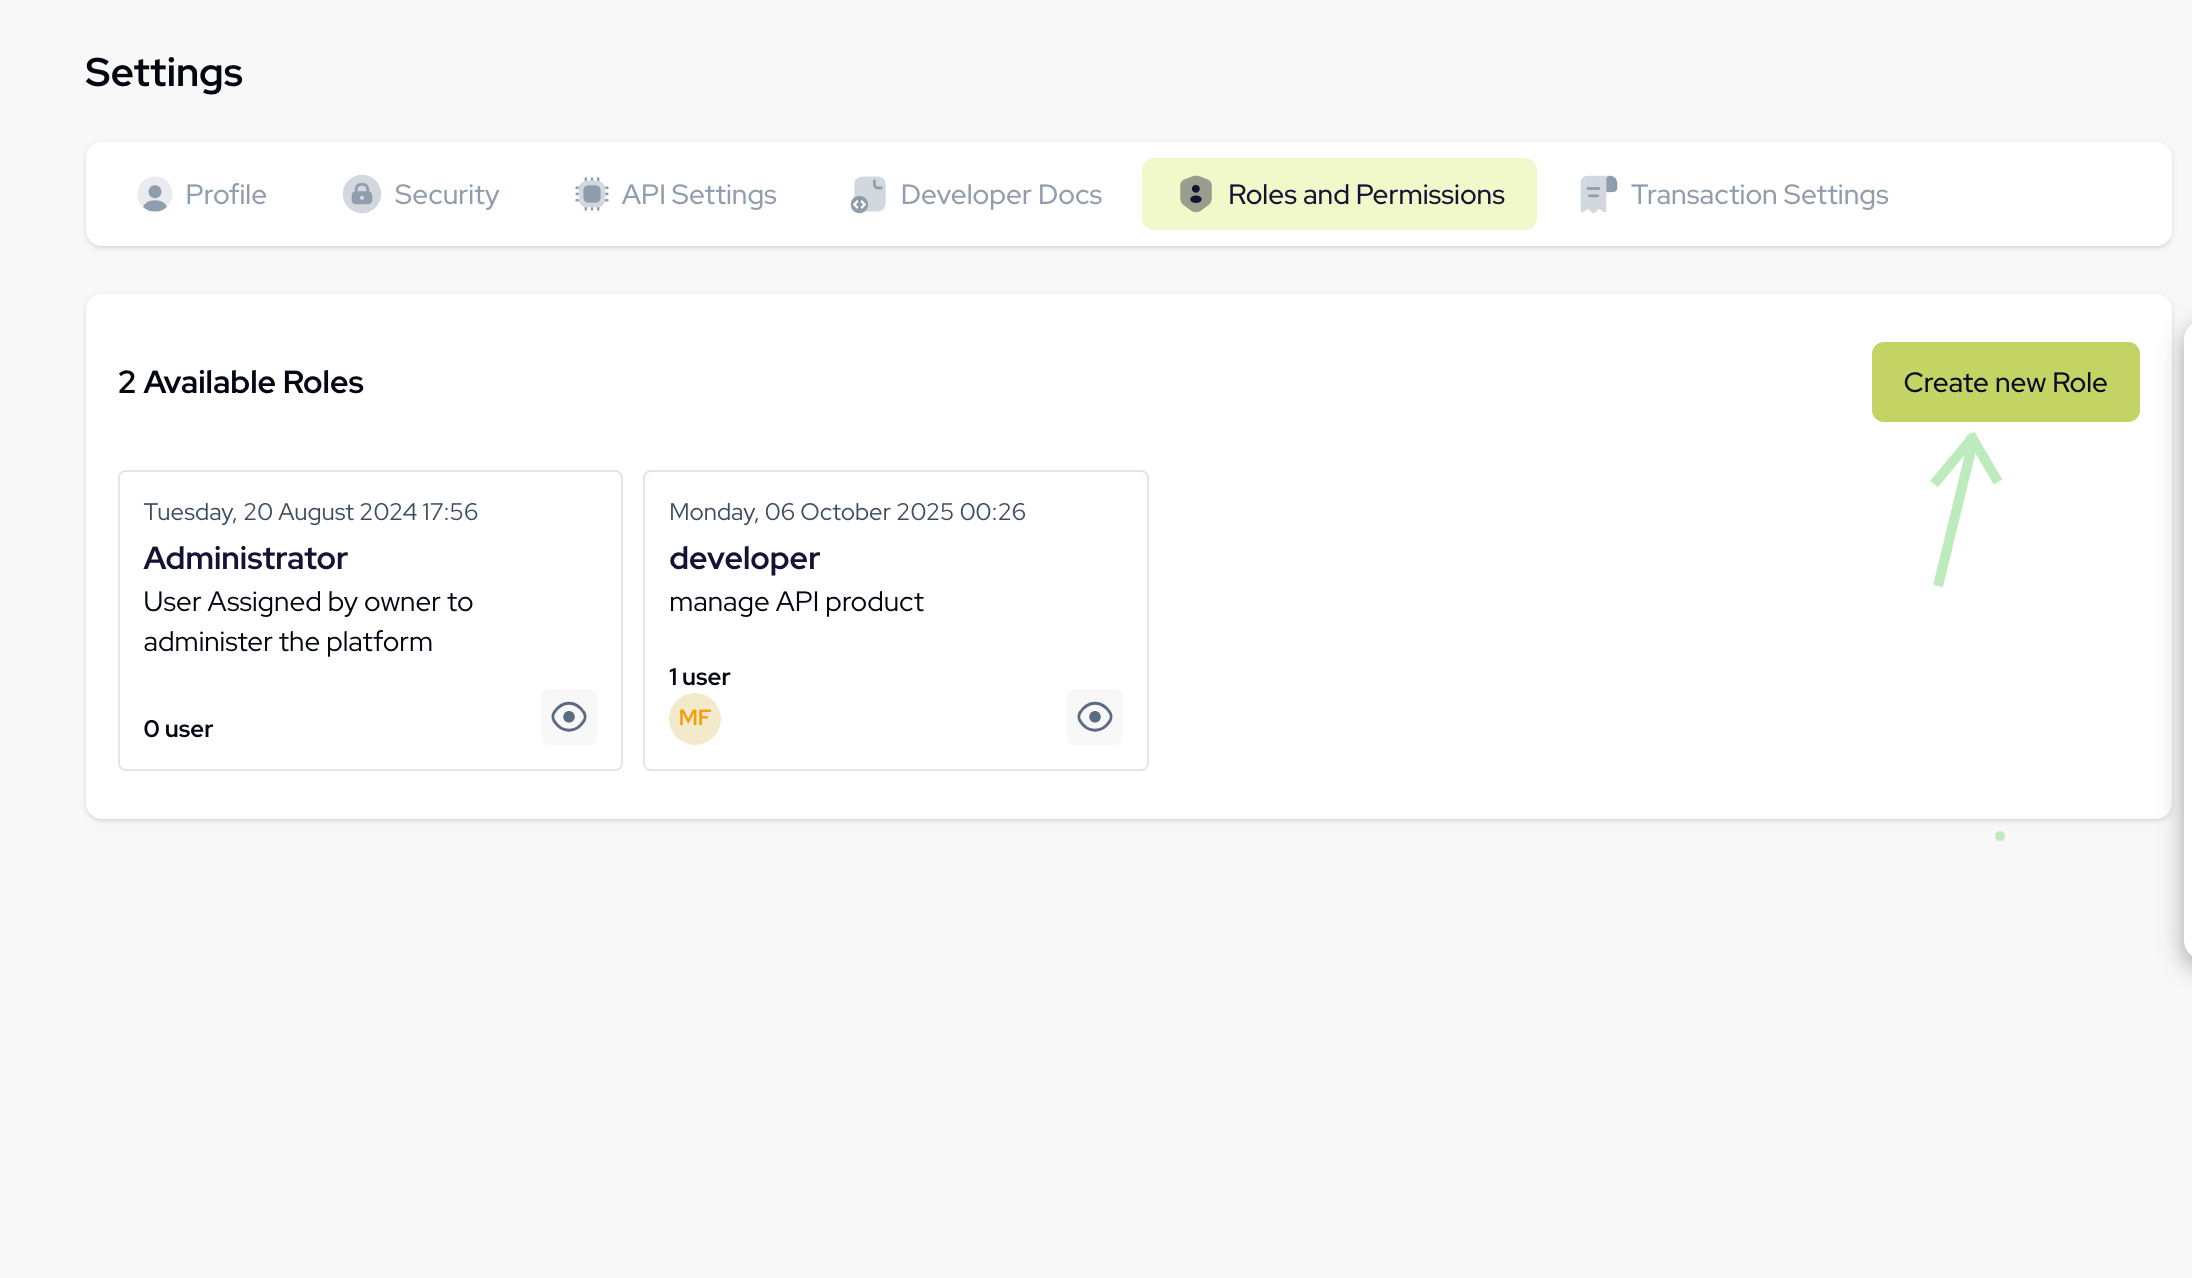 Settings
Profile
Security
API Settings
Developer Docs
Roles and Permissions
Transaction Settings
2 Available Roles
Create new Role
Tuesday, 20 August 2024 17:56
Administrator
User Assigned by owner to
administer the platform
0 user
Monday, 06 October 2025 00:26
developer
manage API product
1 user
MF